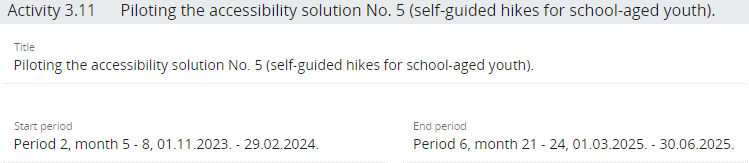 Activity 3.11 Piloting the accessibility solution No. 5 (self-guided hikes for school-aged youth).
Title
Piloting the accessibility solution No. 5 (self-guided hikes for school-aged youth).
Start period End period
Period 2, month 5 - 8, 01.11.2023. - 29.02.2024. Period 6, month 21 - 24, 01.03.2025. - 30.06.2025.